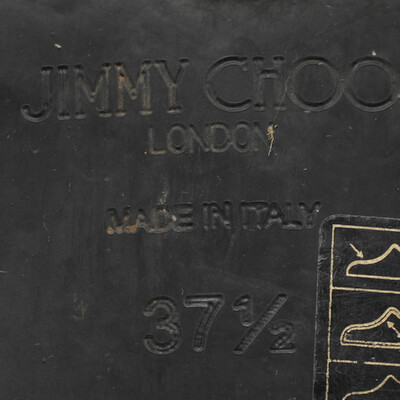 JIMMY CHOO
LONDON
MADE IN ITALY
37½